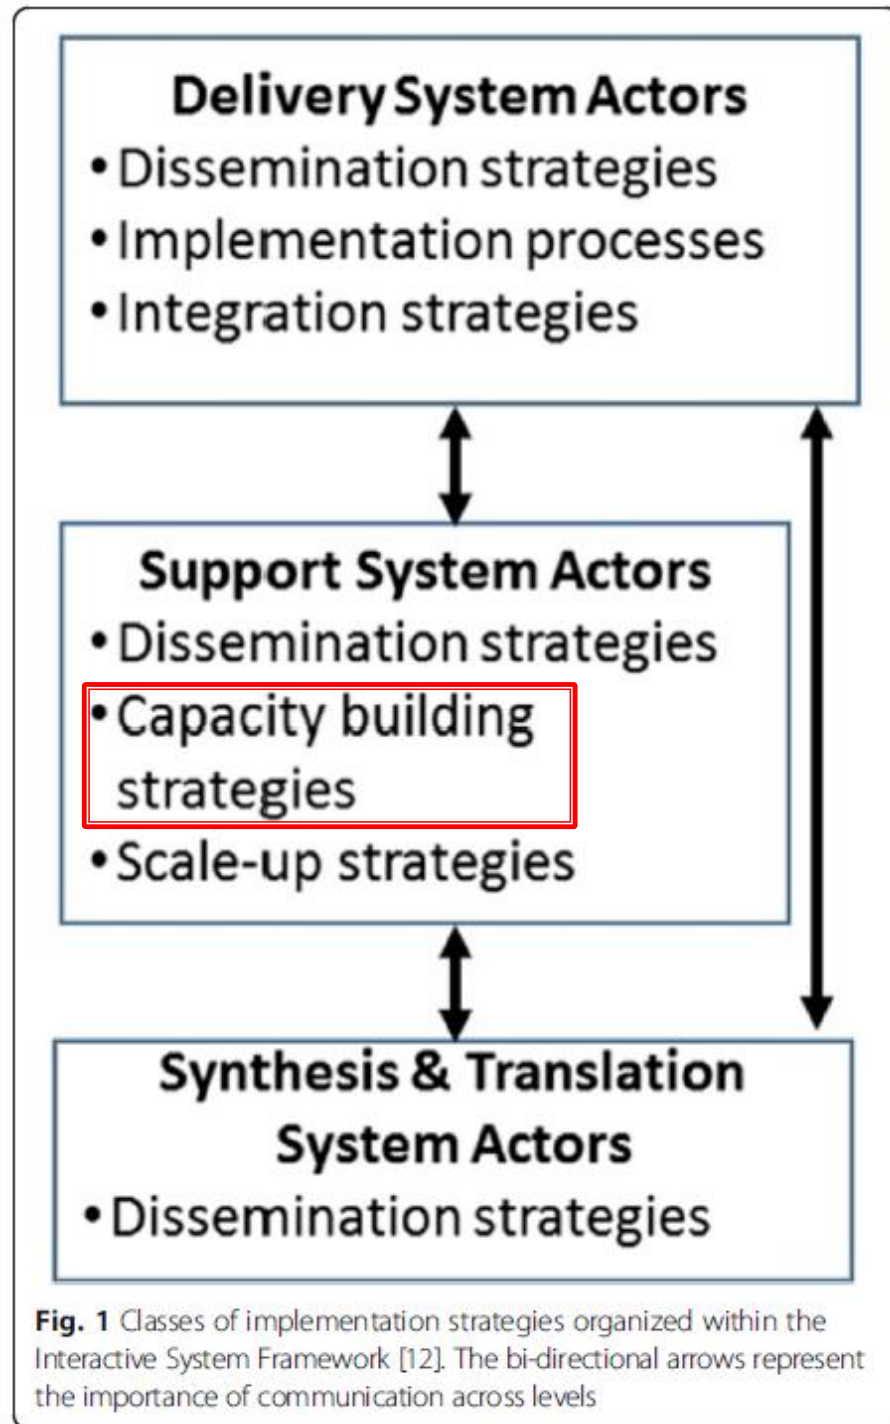 Delivery System Actors
• Dissemination strategies
• Implementation processes
• Integration strategies
Support System Actors
• Dissemination strategies
• Capacity building
strategies
• Scale-up strategies
Synthesis & Translation
System Actors
• Dissemination strategies
Fig. 1 Classes of implementation strategies organized within the
Interactive System Framework [12]. The bi-directional arrows represent
the importance of communication across levels